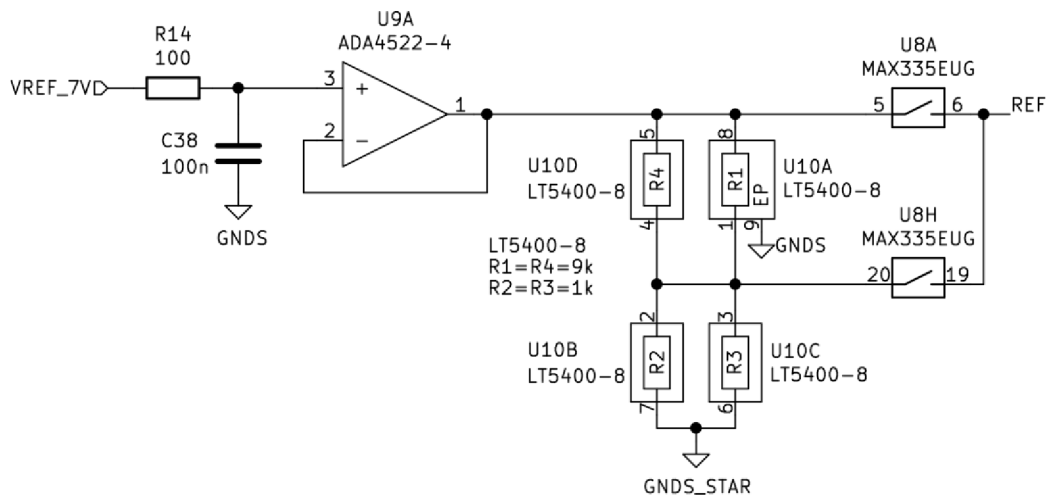 U9A
ADA4522-4
R14
100
VREF_7V
3
+
1
2
−
C38
100n
GNDS
U8A
MAX335EUG
5
6
REF
5
R4
4
U10D
LT5400-8
8
R1
EP
1
9
U10A
LT5400-8
GNDS
U8H
MAX335EUG
20
19
LT5400-8
R1=R4=9k
R2=R3=1k
2
R2
7
U10B
LT5400-8
3
R3
6
U10C
LT5400-8
GNDS_STAR